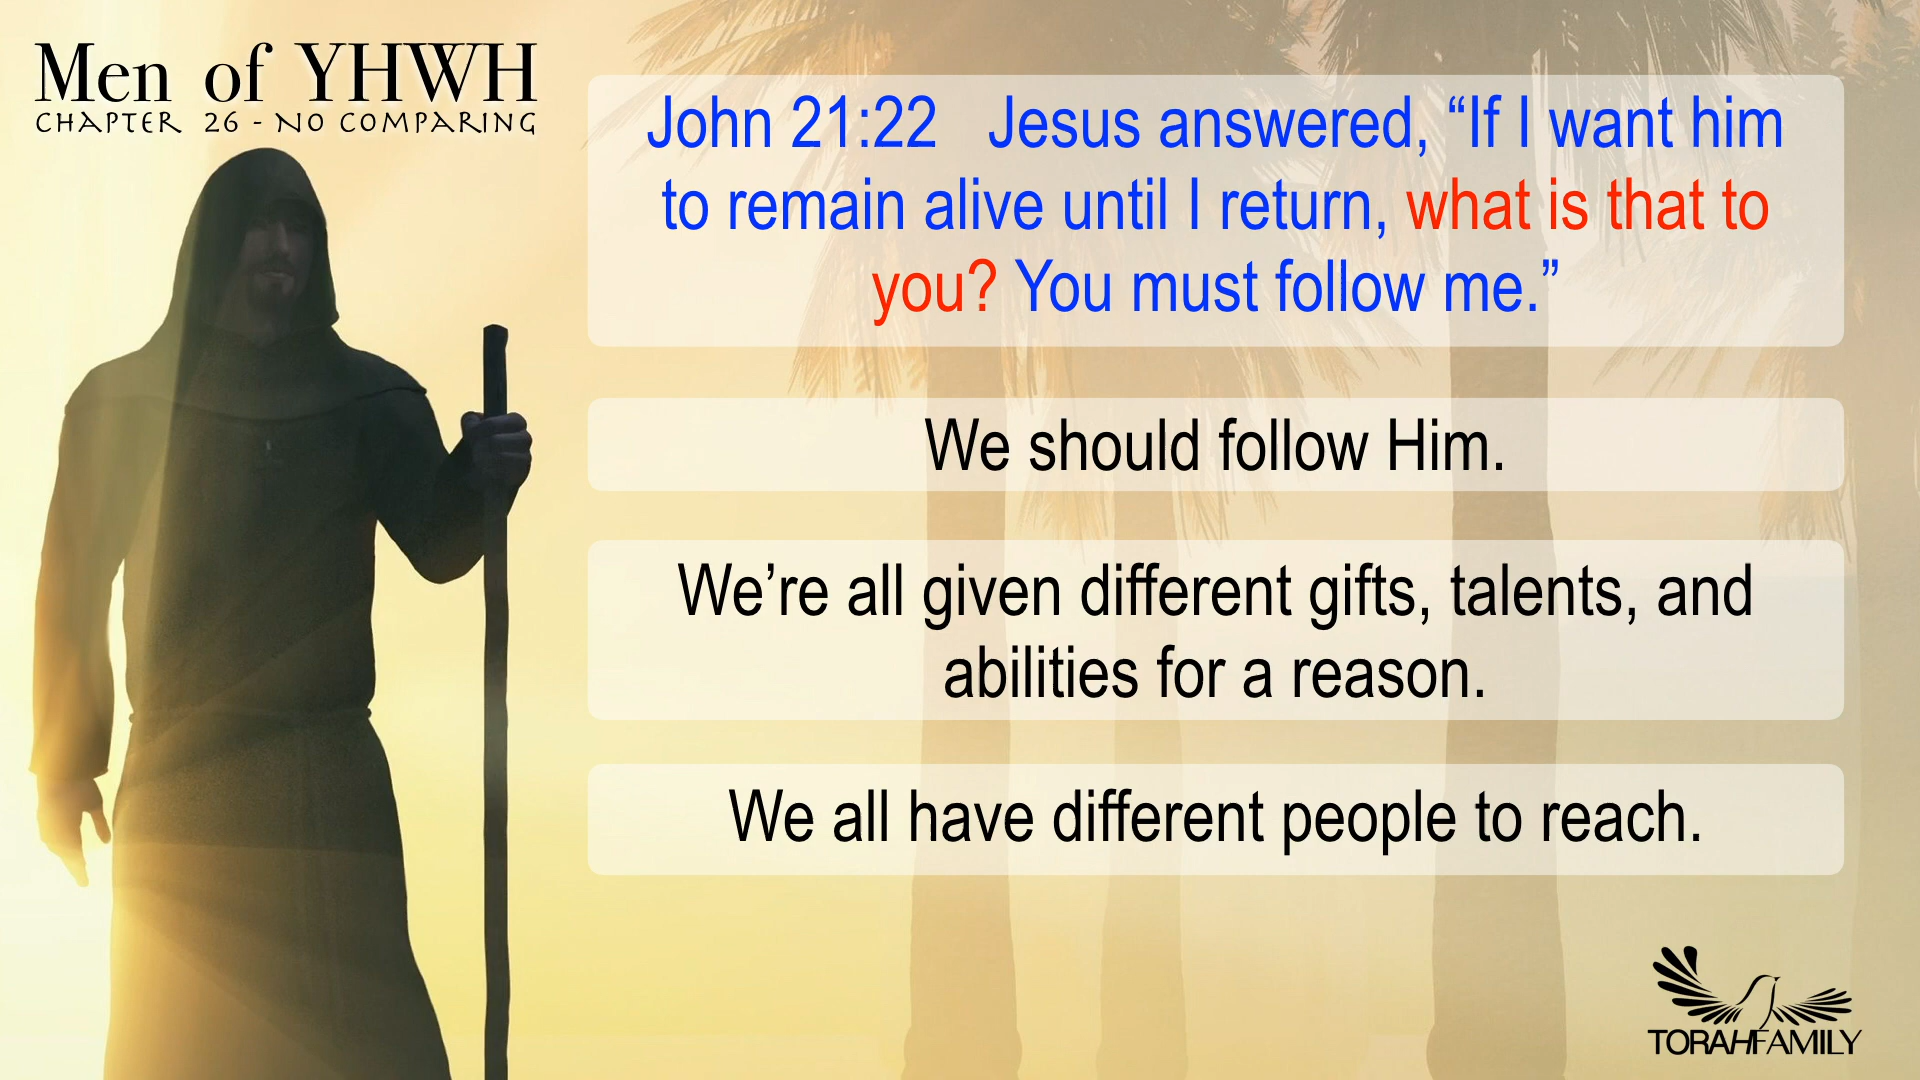 Men of YHWH
CHAPTER 26 - NO COMPARING
John 21:22   Jesus answered, “If I want him
to remain alive until I return, what is that to
you? You must follow me.”
We should follow Him.
We’re all given different gifts, talents, and
abilities for a reason.
We all have different people to reach.
TORAHFAMILY